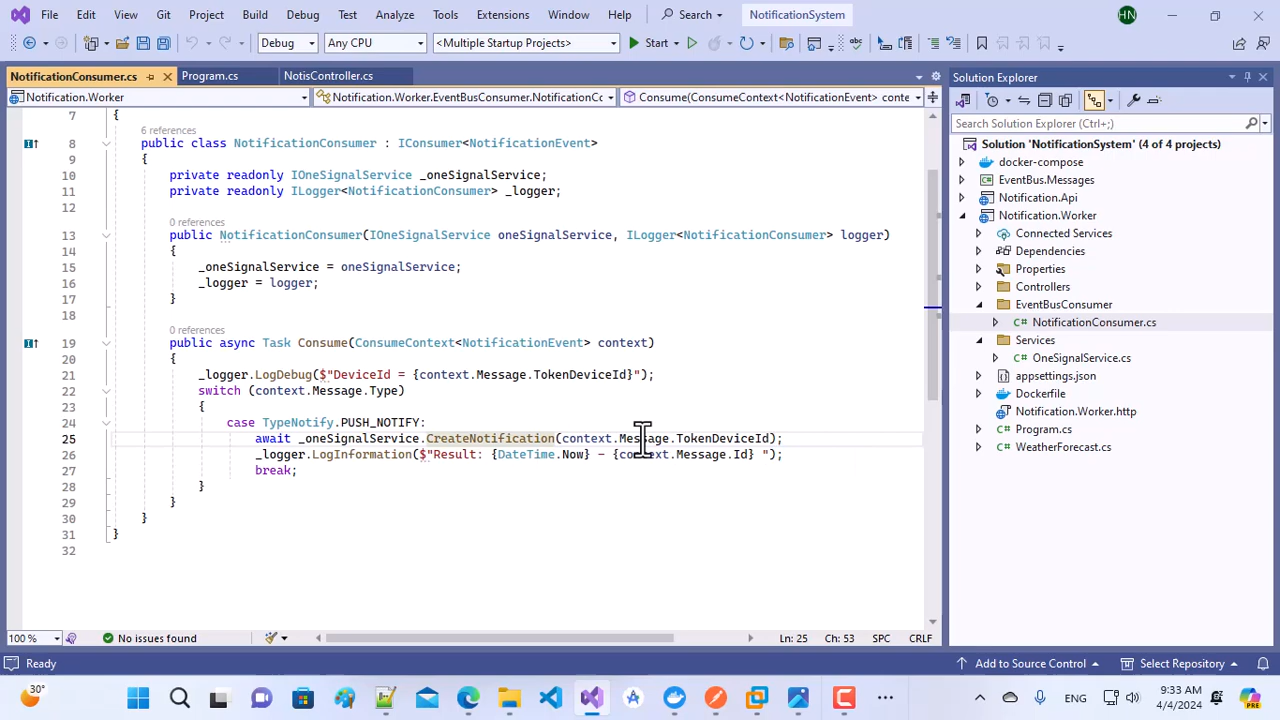 File Edit View Git Project Build Debug Test Analyze Tools Extensions Window Help Search NotificationSystem HN
Debug Any CPU <Multiple Startup Projects> Start
NotificationConsumer.cs Program.cs NotisController.cs
Notification.Worker Notification.Worker.EventBusConsumer.NotificationCo Consume(ConsumeContext<NotificationEvent> conte
7 {
6 references
8 public class NotificationConsumer : IConsumer<NotificationEvent>
9 {
10 private readonly IOneSignalService _oneSignalService;
11 private readonly ILogger<NotificationConsumer> _logger;
12
0 references
13 public NotificationConsumer(IOneSignalService oneSignalService, ILogger<NotificationConsumer> logger)
14 {
15 _oneSignalService = oneSignalService;
16 _logger = logger;
17 }
18
0 references
19 public async Task Consume(ConsumeContext<NotificationEvent> context)
20 {
21 _logger.LogDebug($"DeviceId = {context.Message.TokenDeviceId}");
22 switch (context.Message.Type)
23 {
24 case TypeNotify.PUSH_NOTIFY:
25 await _oneSignalService.CreateNotification(context.Message.TokenDeviceId);
26 _logger.LogInformation($"Result: {DateTime.Now} - {context.Message.Id} ");
27 break;
28 }
29 }
30 }
31 }
32
100 % No issues found Ln: 25 Ch: 53 SPC CRLF
Solution Explorer
Search Solution Explorer (Ctrl+;)
Solution 'NotificationSystem' (4 of 4 projects)
docker-compose
EventBus.Messages
Notification.Api
Notification.Worker
Connected Services
Dependencies
Properties
Controllers
EventBusConsumer
C# NotificationConsumer.cs
Services
C# OneSignalService.cs
appsettings.json
Dockerfile
Notification.Worker.http
C# Program.cs
C# WeatherForecast.cs
Ready Add to Source Control Select Repository
30° ENG 9:33 AM
4/4/2024 PRE